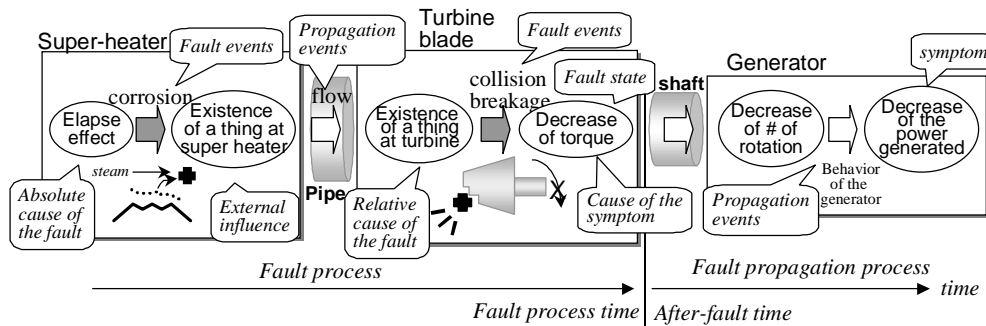 Super-heater
Fault events
Propagation
events
Turbine
blade
Fault events
symptom
Generator
corrosion
flow
collision
breakage
Fault state
shaft
Elapse
effect
Existence
of a thing at
super heater
Existence
of a thing
at turbine
Decrease
of torque
Decrease
of # of
rotation
Decrease
of the
power
generated
steam
Absolute
cause of
the fault
External
influence
Pipe
Relative
cause of
the fault
X
Cause of the
symptom
Propagation
events
Behavior
of the
generator
Fault process
Fault propagation process
time
Fault process time
After-fault time